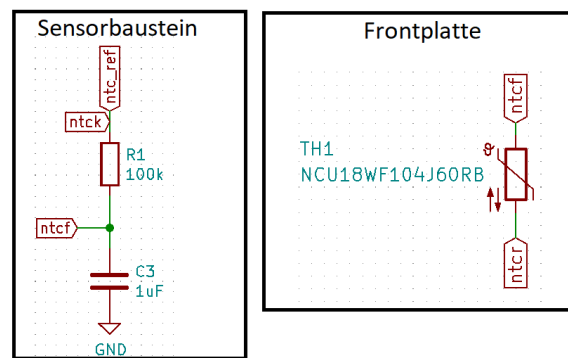 Sensorbaustein
ntc_ref
ntck
R1
100k
ntcf
C3
1uF
GND
Frontplatte
ntcf
TH1
NCU18WF104J60RB
ϑ
ntcr